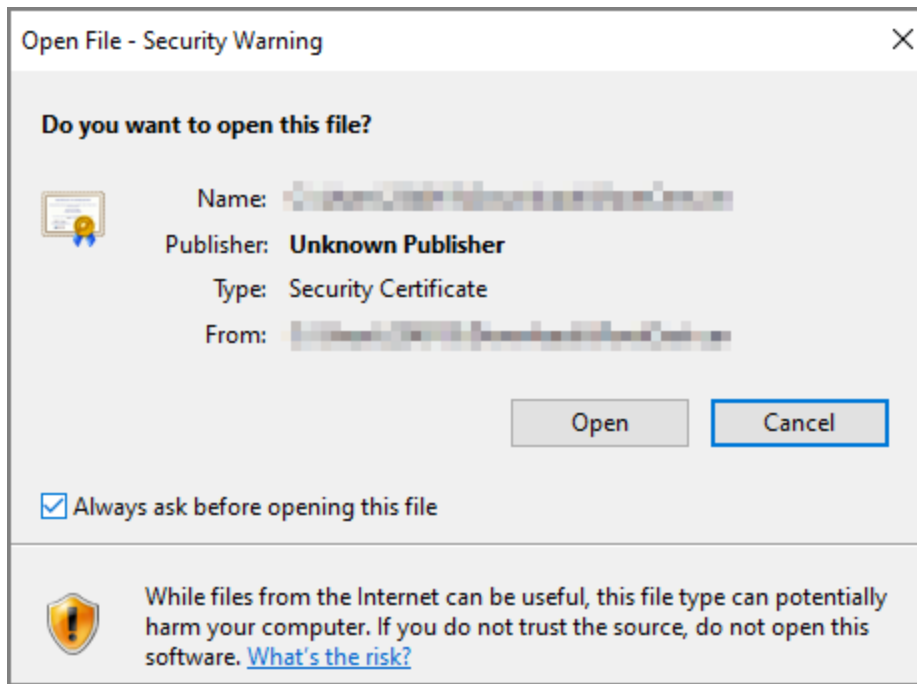 Open File - Security Warning
Do you want to open this file?
Name:
Publisher: Unknown Publisher
Type: Security Certificate
From:
Open Cancel
Always ask before opening this file
While files from the Internet can be useful, this file type can potentially
harm your computer. If you do not trust the source, do not open this
software. What's the risk?